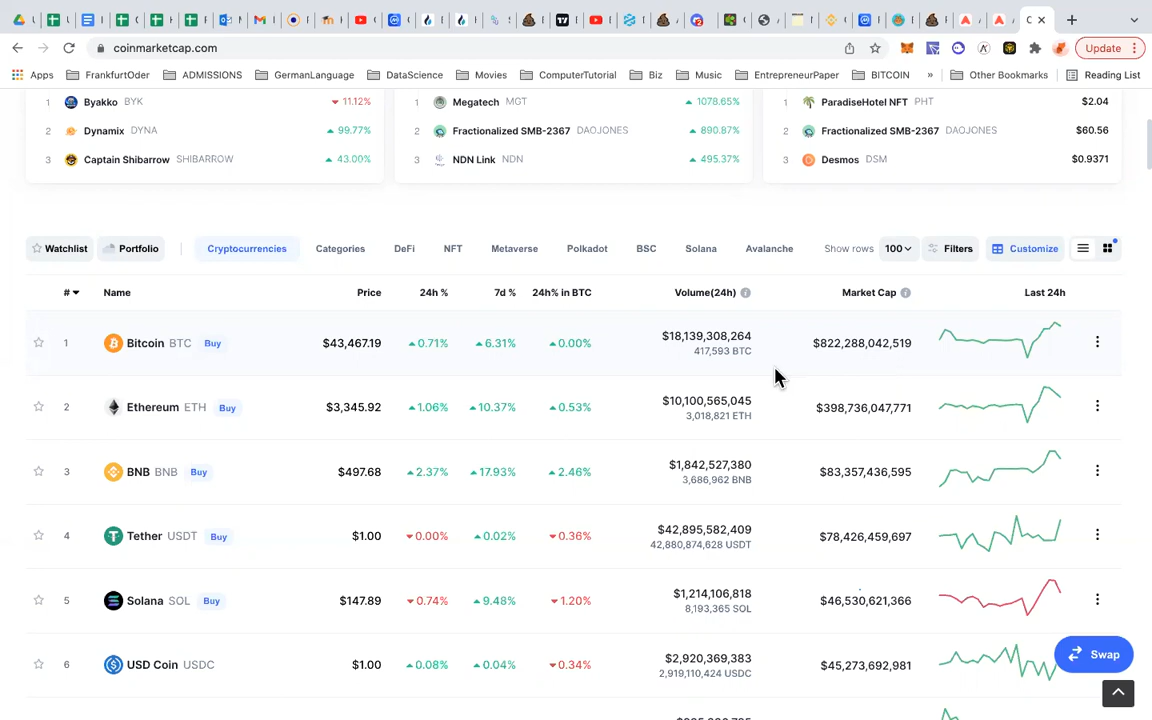 coinmarketcap.com
Update
Apps FrankfurtOder ADMISSIONS GermanLanguage DataScience Movies ComputerTutorial Biz Music EntrepreneurPaper BITCOIN » Other Bookmarks Reading List
1 Byakko BYK 11.12%
2 Dynamix DYNA 99.77%
3 Captain Shibarrow SHIBARROW 43.00%
1 Megatech MGT 1078.65%
2 Fractionalized SMB-2367 DAOJONES 890.87%
3 NDN Link NDN 495.37%
1 ParadiseHotel NFT PHT $2.04
2 Fractionalized SMB-2367 DAOJONES $60.56
3 Desmos DSM $0.9371
Watchlist Portfolio Cryptocurrencies Categories DeFi NFT Metaverse Polkadot BSC Solana Avalanche Show rows 100 Filters Customize
# Name Price 24h % 7d % 24h% in BTC Volume(24h) Market Cap Last 24h
1 Bitcoin BTC Buy $43,467.19 0.71% 6.31% 0.00% $18,139,308,264 $822,288,042,519
417,593 BTC
2 Ethereum ETH Buy $3,345.92 1.06% 10.37% 0.53% $10,100,565,045 $398,736,047,771
3,018,821 ETH
3 BNB BNB Buy $497.68 2.37% 17.93% 2.46% $1,842,527,380 $83,357,436,595
3,686,962 BNB
4 Tether USDT Buy $1.00 0.00% 0.02% 0.36% $42,895,582,409 $78,426,459,697
42,880,874,628 USDT
5 Solana SOL Buy $147.89 0.74% 9.48% 1.20% $1,214,106,818 $46,530,621,366
8,193,365 SOL
6 USD Coin USDC $1.00 0.08% 0.04% 0.34% $2,920,369,383 $45,273,692,981
2,919,110,424 USDC
Swap